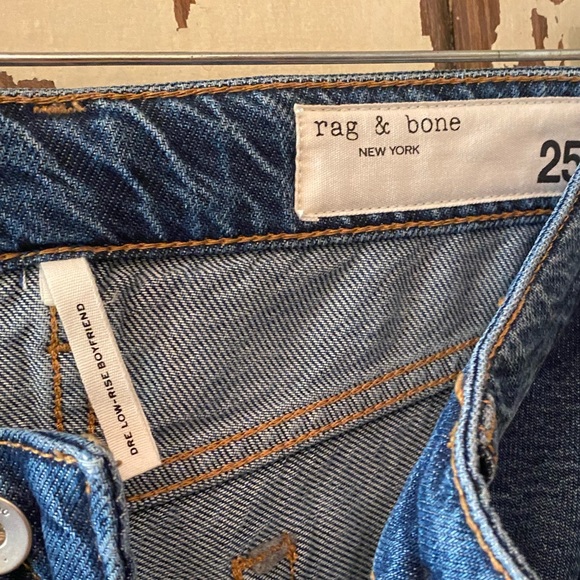 rag & bone
NEW YORK
25
DRE LOW-RISE BOYFRIEND